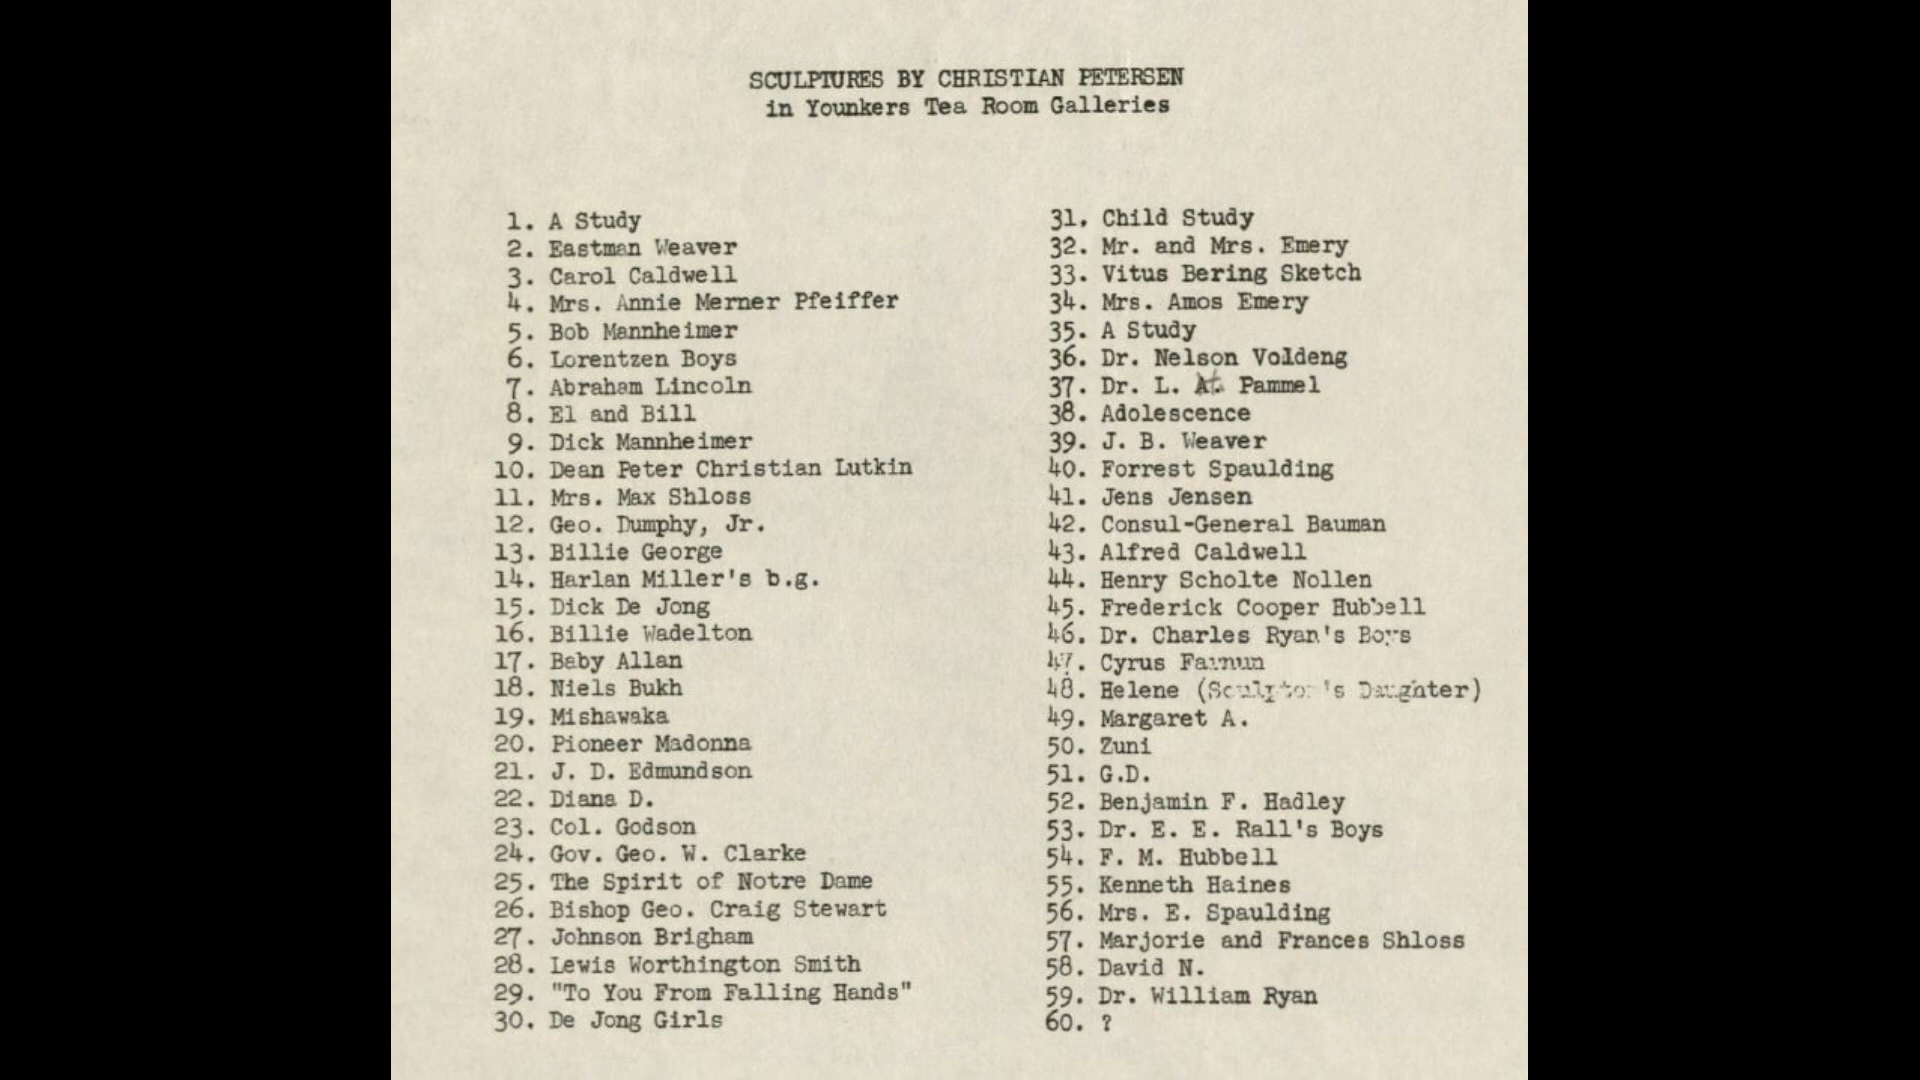 SCULPTURES BY CHRISTIAN PETERSEN
in Younkers Tea Room Galleries
1. A Study
2. Eastman Weaver
3. Carol Caldwell
4. Mrs. Annie Merner Pfeiffer
5. Bob Mannheimer
6. Lorentzen Boys
7. Abraham Lincoln
8. El and Bill
9. Dick Mannheimer
10. Dean Peter Christian Lutkin
11. Mrs. Max Shloss
12. Geo. Dumphy, Jr.
13. Billie George
14. Harlan Miller's b.g.
15. Dick De Jong
16. Billie Wadelton
17. Baby Allan
18. Niels Bukh
19. Mishawaka
20. Pioneer Madonna
21. J. D. Edmundson
22. Diana D.
23. Col. Godson
24. Gov. Geo. W. Clarke
25. The Spirit of Notre Dame
26. Bishop Geo. Craig Stewart
27. Johnson Brigham
28. Lewis Worthington Smith
29. "To You From Falling Hands"
30. De Jong Girls
31. Child Study
32. Mr. and Mrs. Emery
33. Vitus Bering Sketch
34. Mrs. Amos Emery
35. A Study
36. Dr. Nelson Voldeng
37. Dr. L. Pammel
38. Adolescence
39. J. B. Weaver
40. Forrest Spaulding
41. Jens Jensen
42. Consul-General Bauman
43. Alfred Caldwell
44. Henry Scholte Nollen
45. Frederick Cooper Hubbell
46. Dr. Charles Ryan's Boys
47. Cyrus
48. Helene (Sculptor's Daughter)
49. Margaret A.
50. Zuni
51. G.D.
52. Benjamin F. Hadley
53. Dr. E. E. Rall's Boys
54. F. M. Hubbell
55. Kenneth Haines
56. Mrs. E. Spaulding
57. Marjorie and Frances Shloss
58. David N.
59. Dr. William Ryan
60. ?